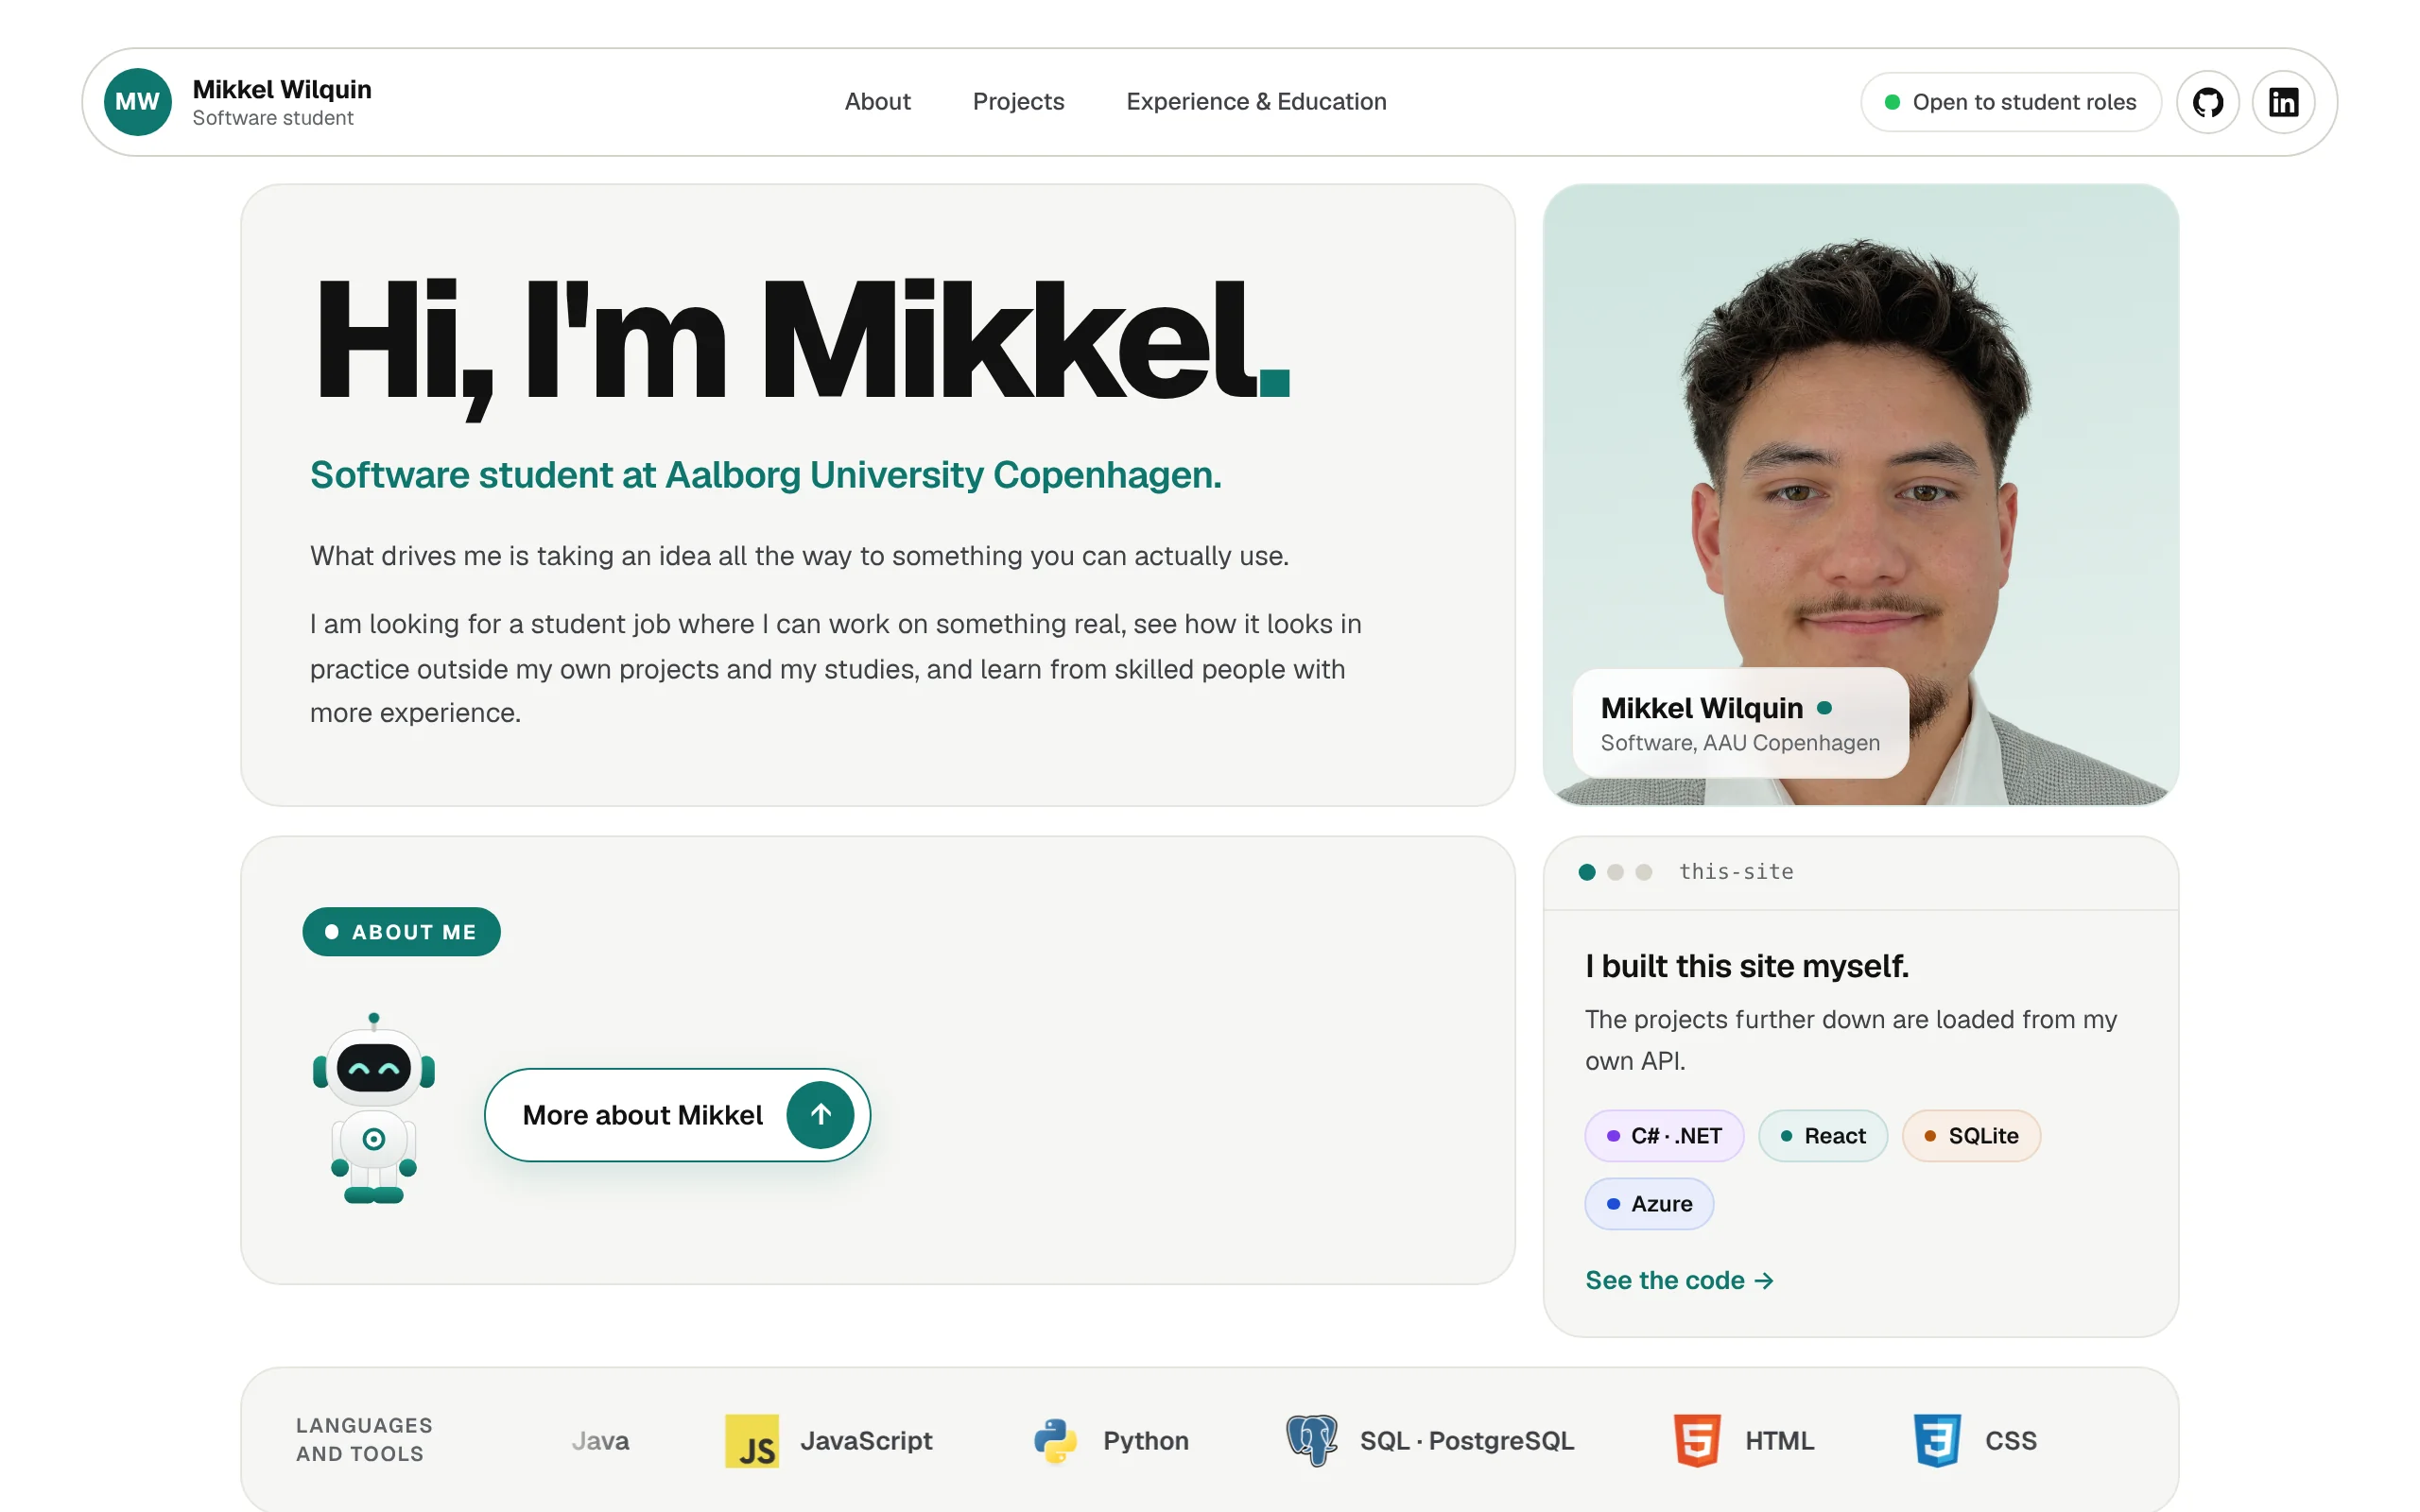 MW
Mikkel Wilquin
Software student
About
Projects
Experience & Education
Open to student roles
in
Hi, I'm Mikkel.
Software student at Aalborg University Copenhagen.
What drives me is taking an idea all the way to something you can actually use.
I am looking for a student job where I can work on something real, see how it looks in
practice outside my own projects and my studies, and learn from skilled people with
more experience.
Mikkel Wilquin
Software, AAU Copenhagen
ABOUT ME
More about Mikkel
this-site
I built this site myself.
The projects further down are loaded from my
own API.
C# · .NET
React
SQLite
Azure
See the code →
LANGUAGES
AND TOOLS
Java
JS
JavaScript
Python
SQL · PostgreSQL
5
HTML
3
CSS